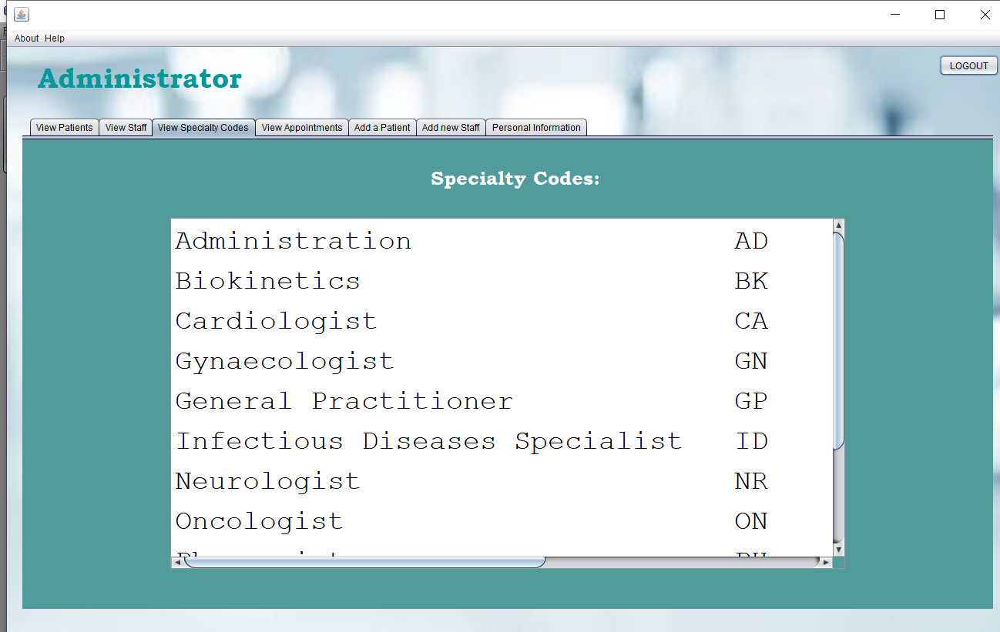 About Help
Administrator
LOGOUT
View Patients View Staff View Specialty Codes View Appointments Add a Patient Add new Staff Personal Information
Specialty Codes:
Administration AD
Biokinetics BK
Cardiologist CA
Gynaecologist GN
General Practitioner GP
Infectious Diseases Specialist ID
Neurologist NR
Oncologist ON